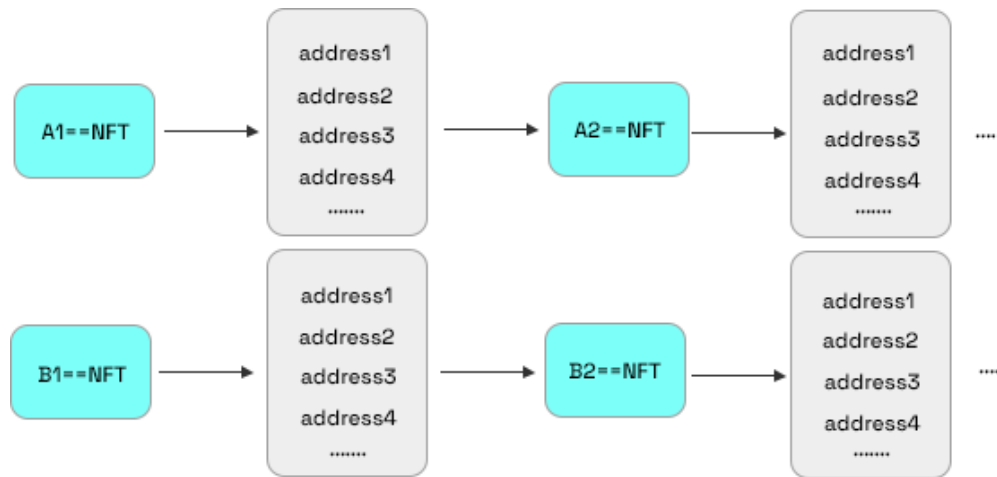 A1==NFT
address1
address2
address3
address4
.......
A2==NFT
address1
address2
address3
address4
.......
....
B1==NFT
address1
address2
address3
address4
.......
B2==NFT
address1
address2
address3
address4
.......
....